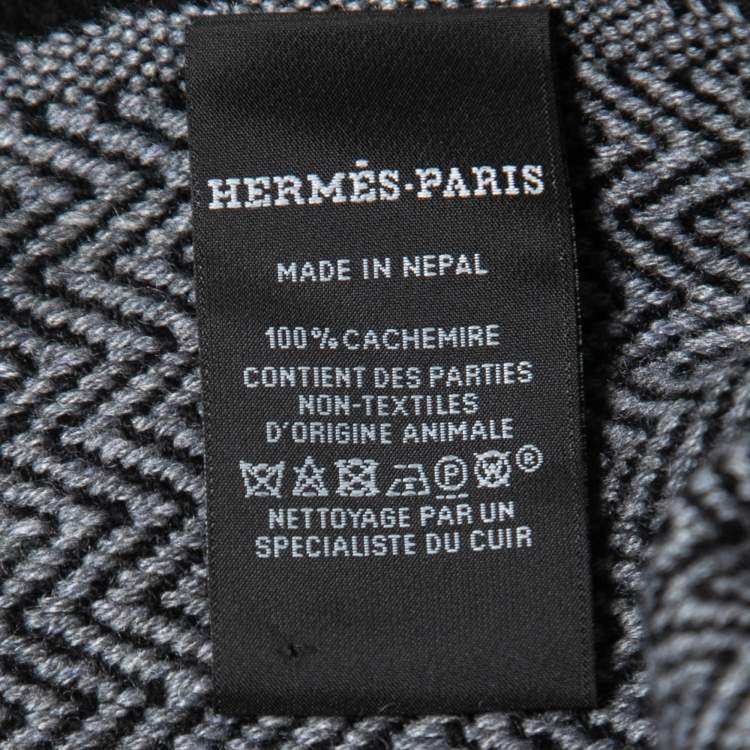 HERMÈS-PARIS
MADE IN NEPAL
100% CACHEMIRE
CONTIENT DES PARTIES
NON-TEXTILES
D'ORIGINE ANIMALE
P W ®
NETTOYAGE PAR UN
SPECIALISTE DU CUIR